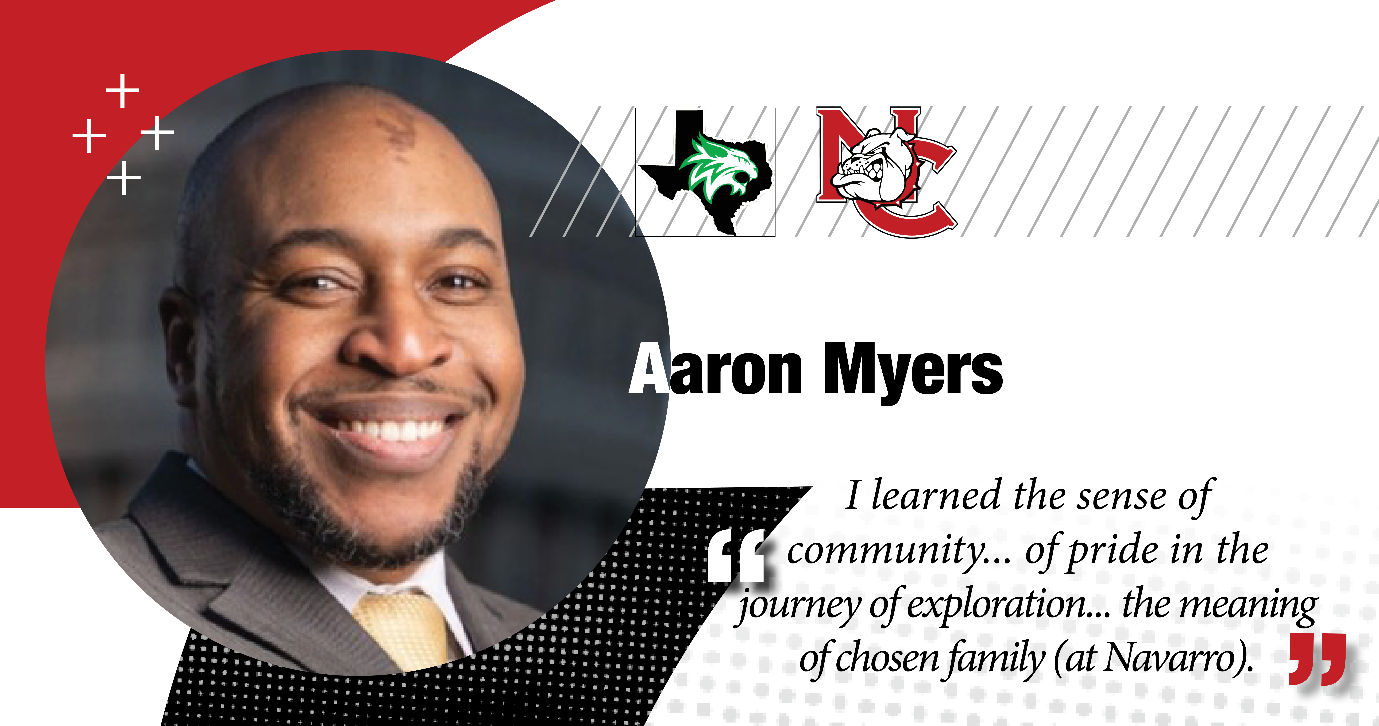 NC
Aaron Myers
“ I learned the sense of
community... of pride in the
journey of exploration... the meaning
of chosen family (at Navarro). ”